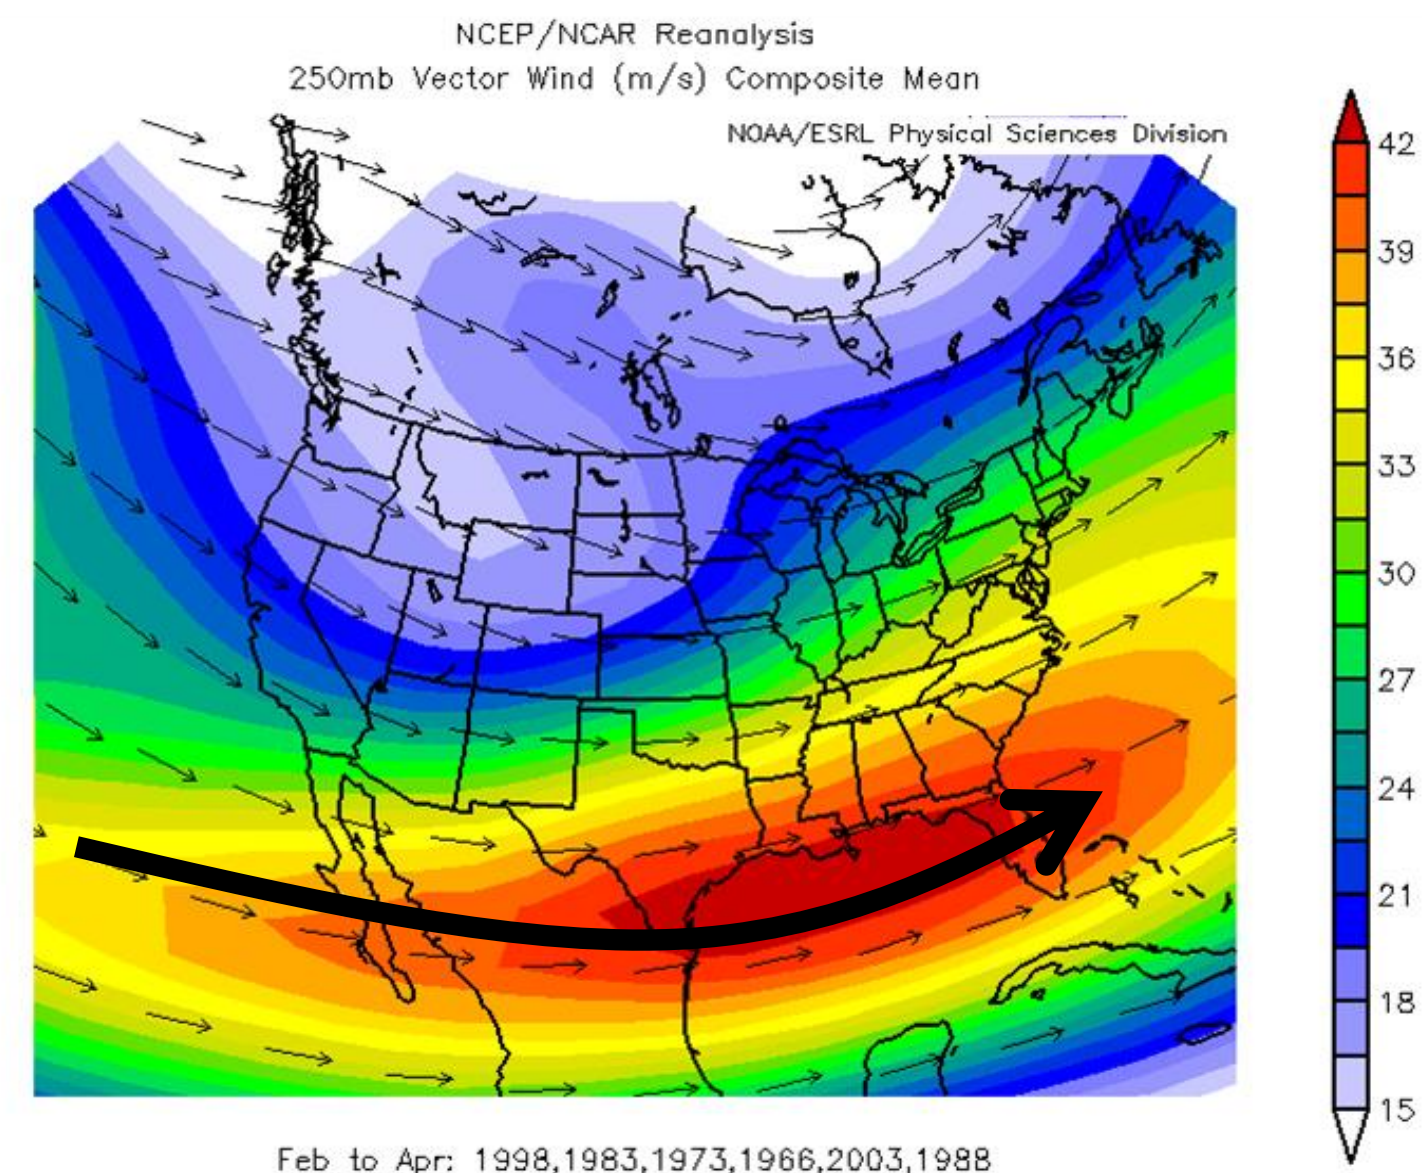 NCEP/NCAR Reanalysis
250mb Vector Wind (m/s) Composite Mean
NOAA/ESRL Physical Sciences Division
42
39
36
33
30
27
24
21
18
15
Feb to Apr: 1998,1983,1973,1966,2003,1988